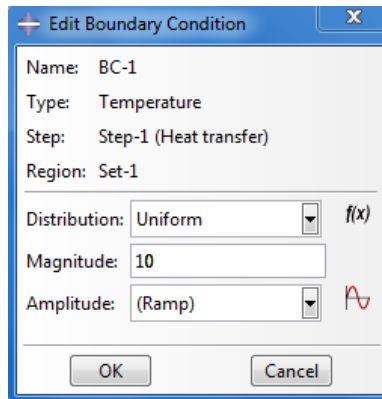 Edit Boundary Condition
Name: BC-1
Type: Temperature
Step: Step-1 (Heat transfer)
Region: Set-1
Distribution: Uniform f(x)
Magnitude: 10
Amplitude: (Ramp)
OK Cancel